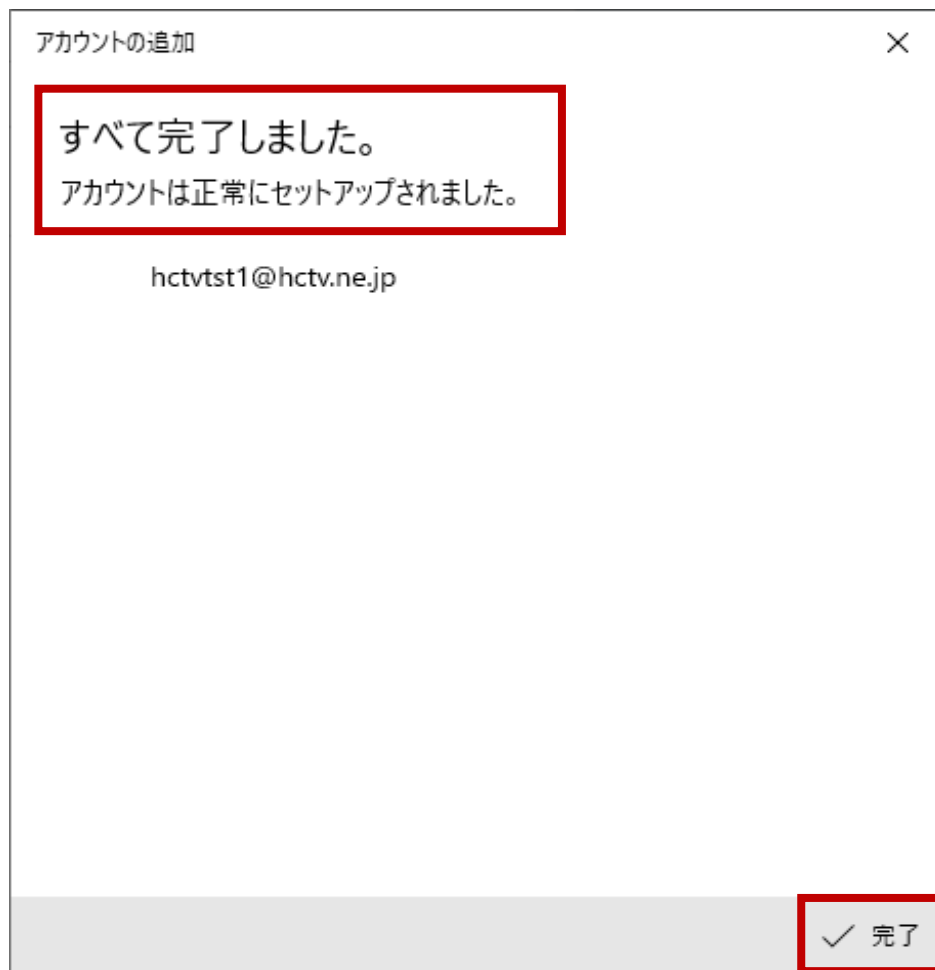 アカウントの追加
すべて完了しました。
アカウントは正常にセットアップされました。
hctvtst1@hctv.ne.jp
完了